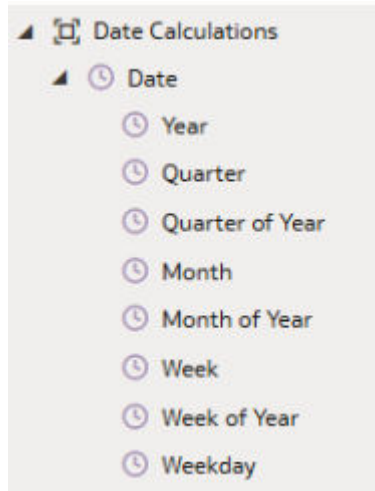 Date Calculations
Date
Year
Quarter
Quarter of Year
Month
Month of Year
Week
Week of Year
Weekday